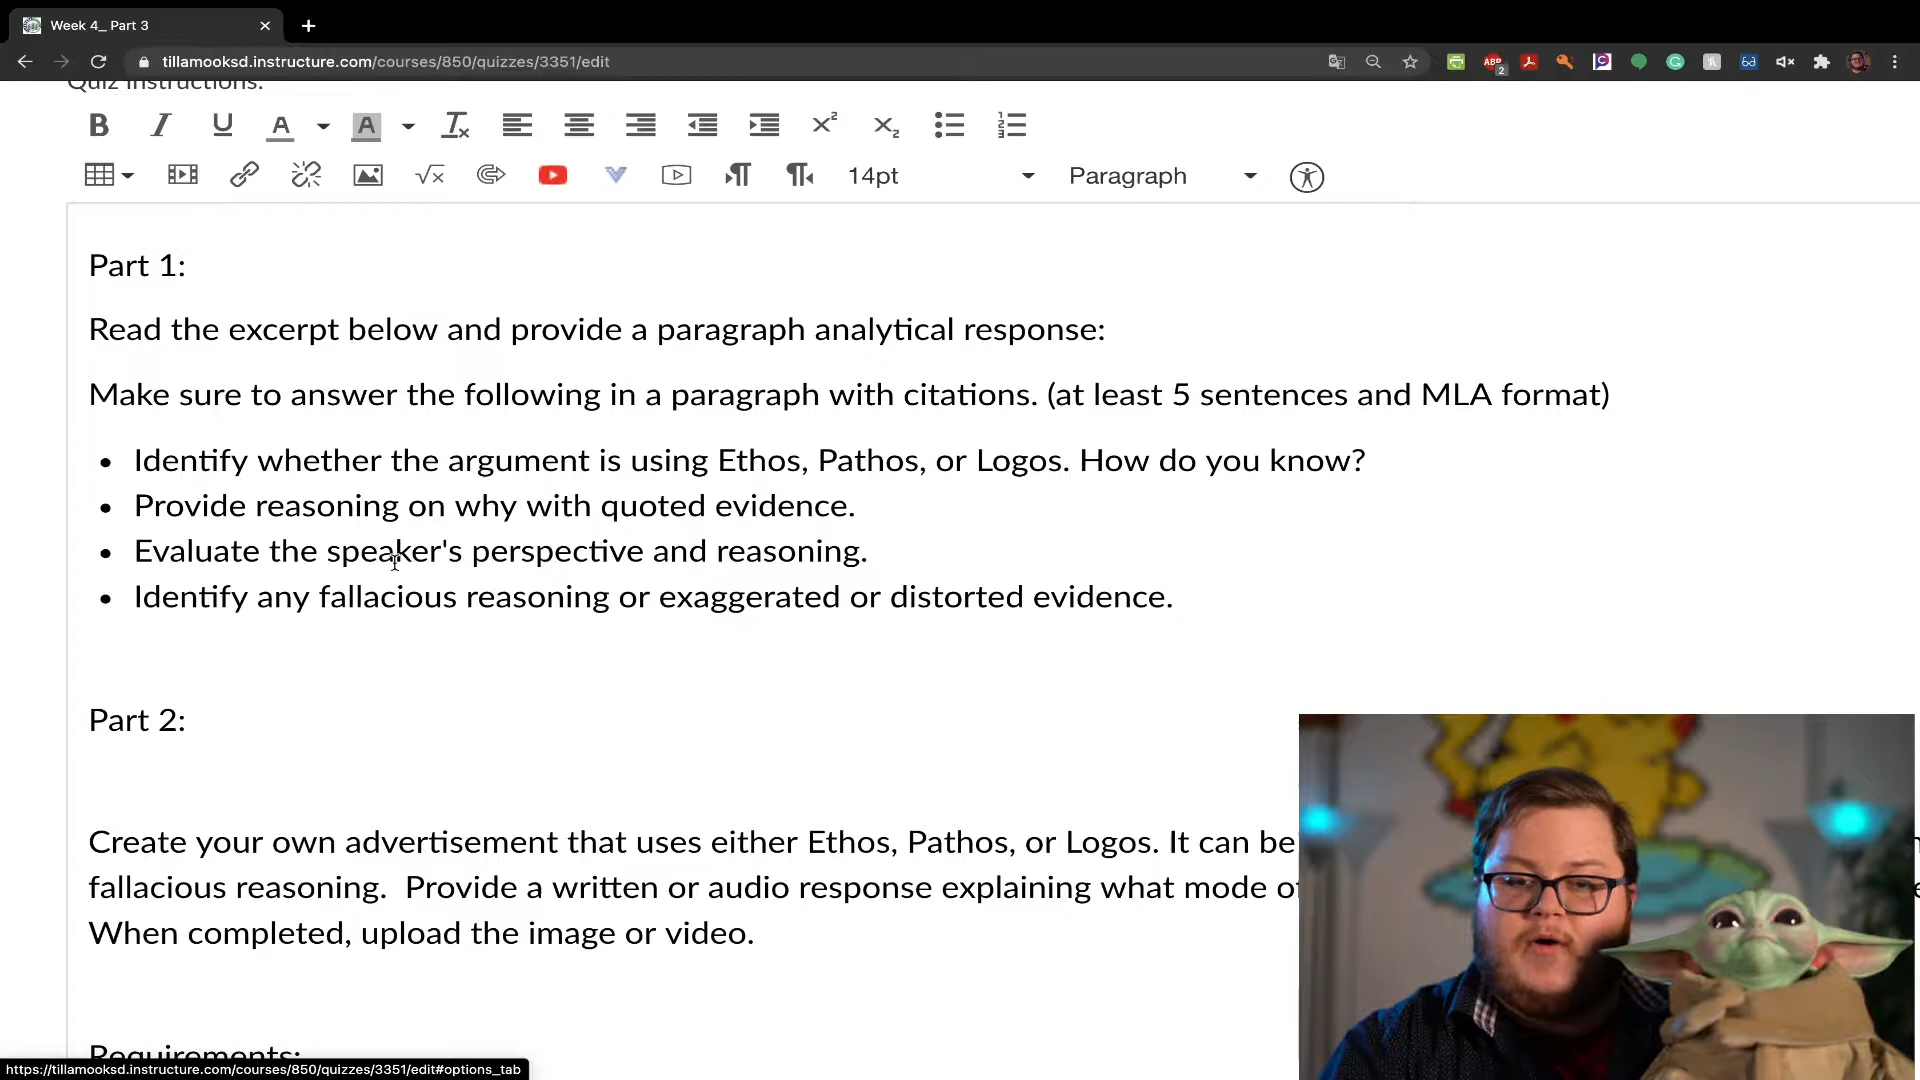 Week 4_ Part 3
tillamooksd.instructure.com/courses/850/quizzes/3351/edit
ABP
2
Quiz Instructions:
14pt
Paragraph
Part 1:
Read the excerpt below and provide a paragraph analytical response:
Make sure to answer the following in a paragraph with citations. (at least 5 sentences and MLA format)
• Identify whether the argument is using Ethos, Pathos, or Logos. How do you know?
• Provide reasoning on why with quoted evidence.
• Evaluate the speaker's perspective and reasoning.
• Identify any fallacious reasoning or exaggerated or distorted evidence.
Part 2:
Create your own advertisement that uses either Ethos, Pathos, or Logos. It can be
fallacious reasoning.  Provide a written or audio response explaining what mode of
When completed, upload the image or video.
Requirements:
https://tillamooksd.instructure.com/courses/850/quizzes/3351/edit#options_tab